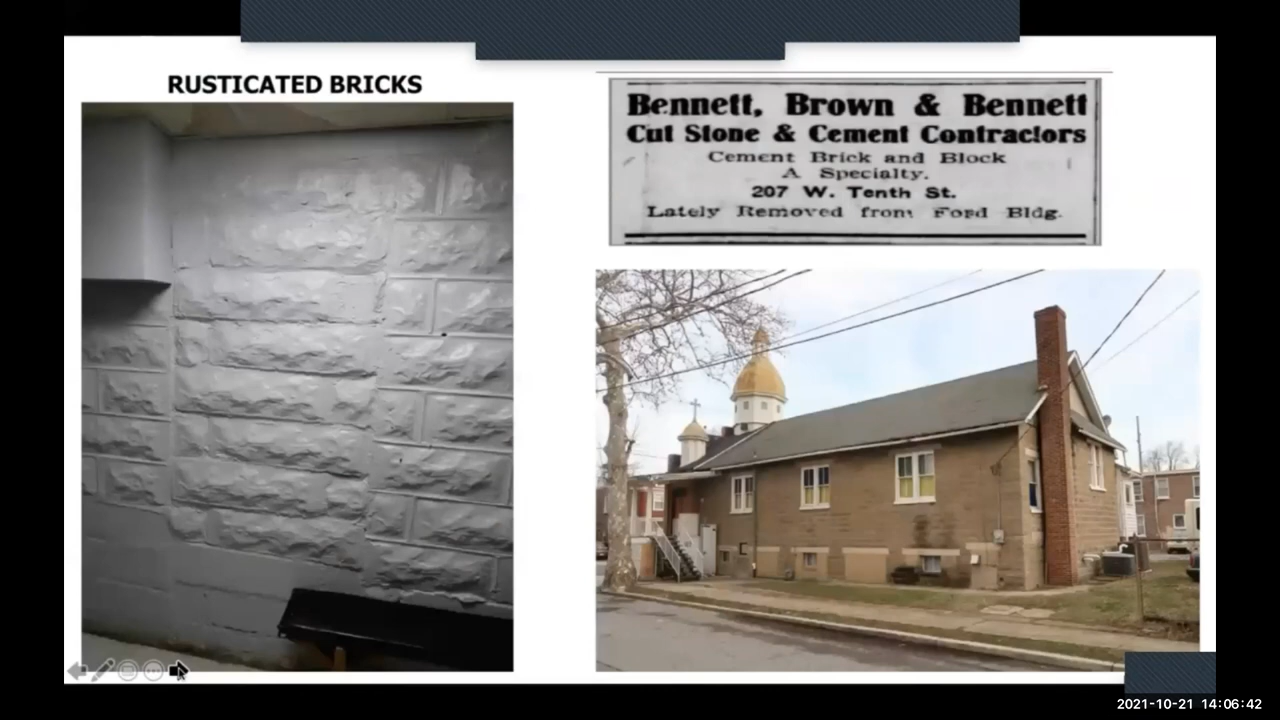 RUSTICATED BRICKS
Bennett, Brown & Bennett
Cut Stone & Cement Contractors
Cement Brick and Block
A Specialty.
207 W. Tenth St.
Lately Removed from Ford Bldg.
2021-10-21 14:06:42